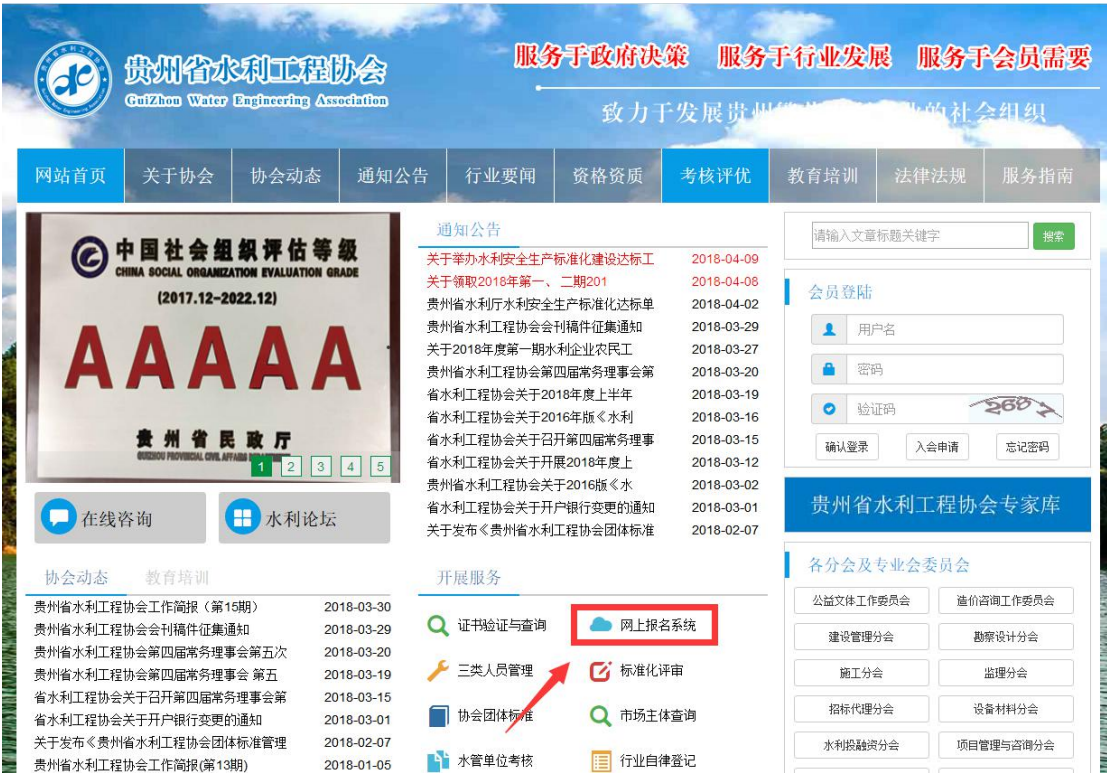 贵州省水利工程协会
GuiZhou Water Engineering Association
服务于政府决策 服务于行业发展 服务于会员需要
致力于发展贵州 的社会组织
网站首页 关于协会 协会动态 通知公告 行业要闻 资格资质 考核评优 教育培训 法律法规 服务指南
中国社会组织评估等级
CHINA SOCIAL ORGANIZATION EVALUATION GRADE
(2017.12-2022.12)
AAAAA
贵州省民政厅
GUIZHOU PROVINCIAL CIVIL AFFAIRS DEPARTMENT
1 2 3 4 5
在线咨询 水利论坛
通知公告
关于举办水利安全生产标准化建设达标工 2018-04-09
关于领取2018年第一、二期201 2018-04-08
贵州省水利厅水利安全生产标准化达标单 2018-04-02
贵州省水利工程协会会刊稿件征集通知 2018-03-29
关于2018年度第一期水利企业农民工 2018-03-27
贵州省水利工程协会第四届常务理事会第 2018-03-20
省水利工程协会关于2018年度上半年 2018-03-19
省水利工程协会关于2016年版《水利 2018-03-16
省水利工程协会关于召开第四届常务理事 2018-03-15
省水利工程协会关于开展2018年度上 2018-03-12
贵州省水利工程协会关于2016版《水 2018-03-02
省水利工程协会关于开户银行变更的通知 2018-03-01
关于发布《贵州省水利工程协会团体标准 2018-02-07
请输入文章标题关键字 搜索
会员登陆
用户名
密码
验证码 2687
确认登录 入会申请 忘记密码
贵州省水利工程协会专家库
协会动态 教育培训
贵州省水利工程协会工作简报（第15期） 2018-03-30
贵州省水利工程协会会刊稿件征集通知 2018-03-29
贵州省水利工程协会第四届常务理事会第五次 2018-03-20
贵州省水利工程协会第四届常务理事会 第五 2018-03-19
省水利工程协会关于召开第四届常务理事会第 2018-03-15
省水利工程协会关于开户银行变更的通知 2018-03-01
关于发布《贵州省水利工程协会团体标准管理 2018-02-07
贵州省水利工程协会工作简报(第13期) 2018-01-05
开展服务
证书验证与查询 网上报名系统
三类人员管理 标准化评审
协会团体标准 市场主体查询
水管单位考核 行业自律登记
各分会及专业会委员会
公益文体工作委员会 造价咨询工作委员会
建设管理分会 勘察设计分会
施工分会 监理分会
招标代理分会 设备材料分会
水利投融资分会 项目管理与咨询分会